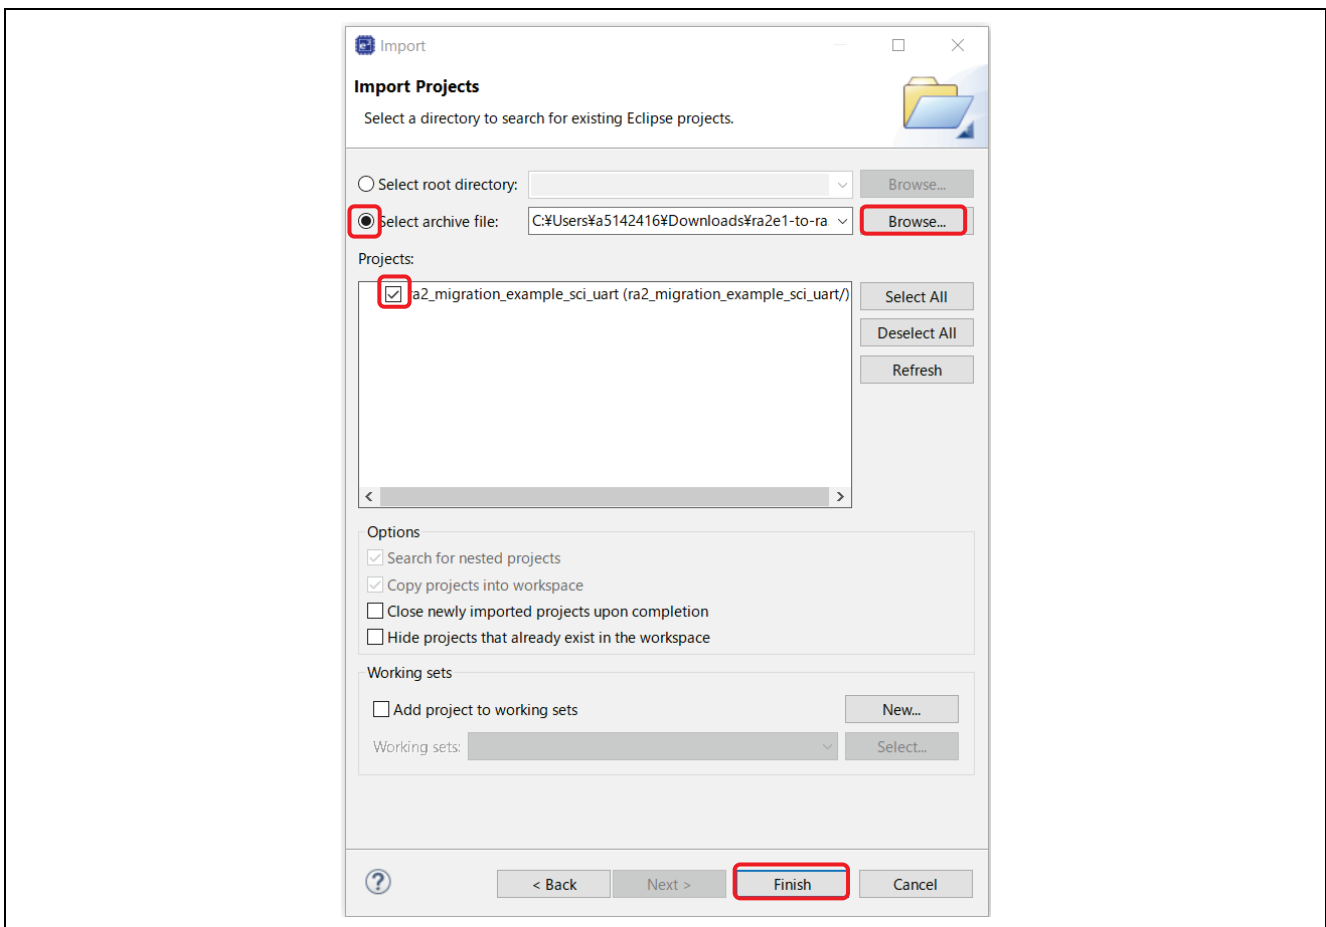 Import
Import Projects
Select a directory to search for existing Eclipse projects.
Select root directory: Browse...
Select archive file: C:¥Users¥a5142416¥Downloads¥ra2e1-to-ra Browse...
Projects:
ra2_migration_example_sci_uart (ra2_migration_example_sci_uart/)
Select All
Deselect All
Refresh
Options
Search for nested projects
Copy projects into workspace
Close newly imported projects upon completion
Hide projects that already exist in the workspace
Working sets
Add project to working sets New...
Working sets: Select...
? < Back Next > Finish Cancel